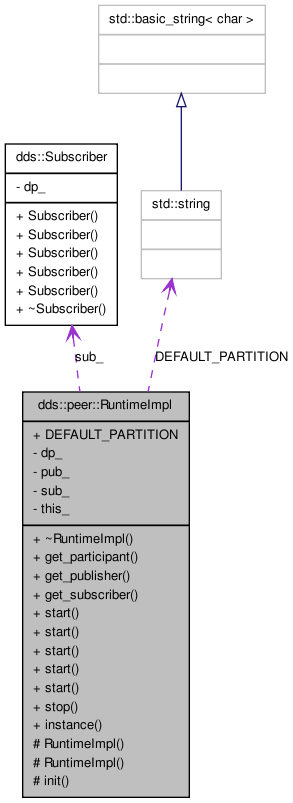 std::basic_string< char >
dds::Subscriber
- dp_
+ Subscriber()
+ Subscriber()
+ Subscriber()
+ Subscriber()
+ Subscriber()
+ ~Subscriber()
std::string
sub_
DEFAULT_PARTITION
dds::peer::RuntimeImpl
+ DEFAULT_PARTITION
- dp_
- pub_
- sub_
- this_
+ ~RuntimeImpl()
+ get_participant()
+ get_publisher()
+ get_subscriber()
+ start()
+ start()
+ start()
+ start()
+ start()
+ stop()
+ instance()
# RuntimeImpl()
# RuntimeImpl()
# init()